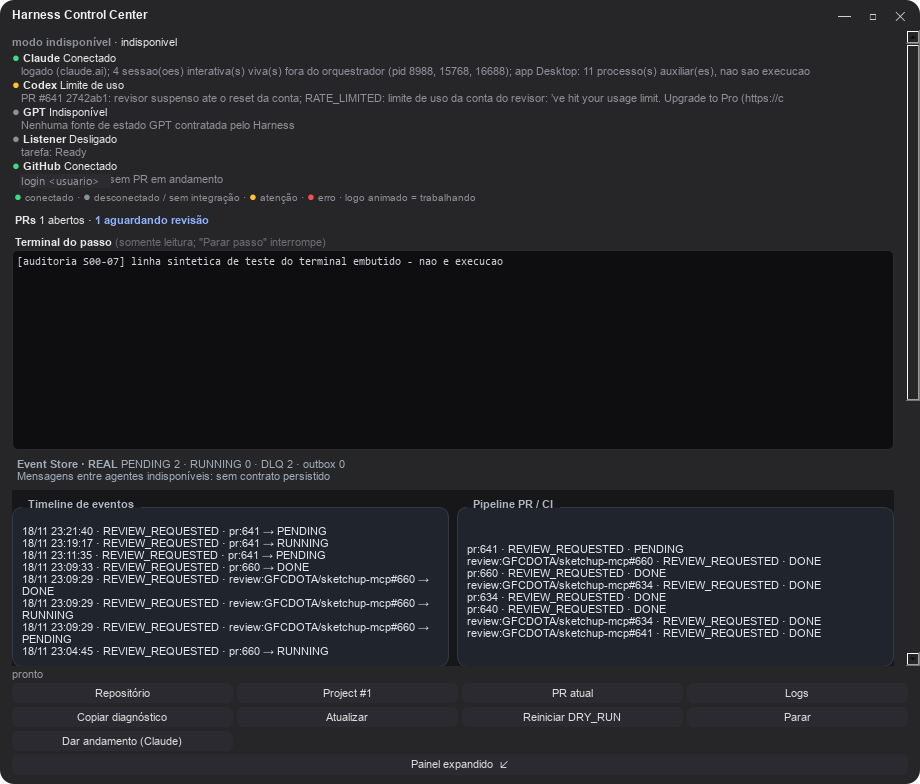 Harness Control Center
modo indisponível · indisponivel
Claude Conectado
logado (claude.ai); 4 sessao(oes) interativa(s) viva(s) fora do orquestrador (pid 8988, 15768, 16688); app Desktop: 11 processo(s) auxiliar(es), nao sao execucao
Codex Limite de uso
PR #641 2742ab1: revisor suspenso ate o reset da conta; RATE_LIMITED: limite de uso da conta do revisor: 've hit your usage limit. Upgrade to Pro (https://c
GPT Indisponível
Nenhuma fonte de estado GPT contratada pelo Harness
Listener Desligado
tarefa: Ready
GitHub Conectado
login <usuario> sem PR em andamento
conectado · desconectado / sem integração · atenção · erro · logo animado = trabalhando
PRs 1 abertos · 1 aguardando revisão
Terminal do passo (somente leitura; "Parar passo" interrompe)
[auditoria S00-07] linha sintetica de teste do terminal embutido - nao e execucao
Event Store · REAL PENDING 2 · RUNNING 0 · DLQ 2 · outbox 0
Mensagens entre agentes indisponíveis: sem contrato persistido
Timeline de eventos
18/11 23:21:40 · REVIEW_REQUESTED · pr:641 → PENDING
18/11 23:19:17 · REVIEW_REQUESTED · pr:641 → RUNNING
18/11 23:11:35 · REVIEW_REQUESTED · pr:641 → PENDING
18/11 23:09:33 · REVIEW_REQUESTED · pr:660 → DONE
18/11 23:09:29 · REVIEW_REQUESTED · review:GFCDOTA/sketchup-mcp#660 →
DONE
18/11 23:09:29 · REVIEW_REQUESTED · review:GFCDOTA/sketchup-mcp#660 →
RUNNING
18/11 23:09:29 · REVIEW_REQUESTED · review:GFCDOTA/sketchup-mcp#660 →
PENDING
18/11 23:04:45 · REVIEW_REQUESTED · pr:660 → RUNNING
Pipeline PR / CI
pr:641 · REVIEW_REQUESTED · PENDING
review:GFCDOTA/sketchup-mcp#660 · REVIEW_REQUESTED · DONE
pr:660 · REVIEW_REQUESTED · DONE
review:GFCDOTA/sketchup-mcp#634 · REVIEW_REQUESTED · DONE
pr:634 · REVIEW_REQUESTED · DONE
pr:640 · REVIEW_REQUESTED · DONE
review:GFCDOTA/sketchup-mcp#634 · REVIEW_REQUESTED · DONE
review:GFCDOTA/sketchup-mcp#641 · REVIEW_REQUESTED · DONE
pronto
Repositório
Project #1
PR atual
Logs
Copiar diagnóstico
Atualizar
Reiniciar DRY_RUN
Parar
Dar andamento (Claude)
Painel expandido ↙